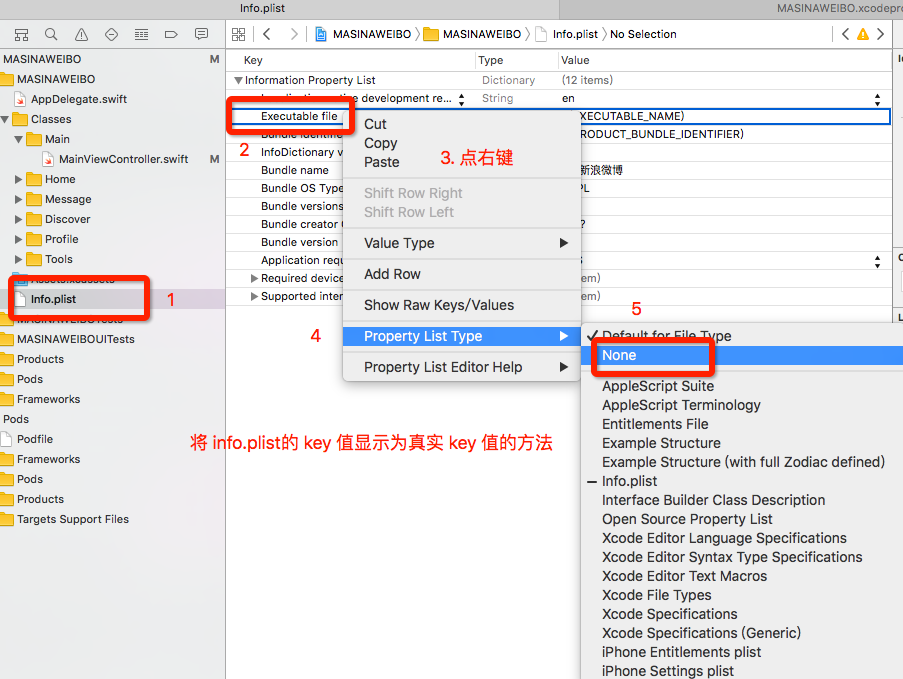 Info.plist
MASINAWEIBO.xcodepro
MASINAWEIBO
MASINAWEIBO
Info.plist
No Selection
MASINAWEIBO M
MASINAWEIBO
AppDelegate.swift
Classes
Main
MainViewController.swift M
Home
Message
Discover
Profile
Tools
Info.plist
1
MASINAWEIBOUITests
Products
Pods
Frameworks
Pods
Podfile
Frameworks
Pods
Products
Targets Support Files
Key Type Value
Information Property List Dictionary (12 items)
development re... String en
Executable file XECUTABLE_NAME)
2
Bundle identifie RODUCT_BUNDLE_IDENTIFIER)
InfoDictionary v
Bundle name 新浪微博
Bundle OS Type PL
Bundle versions
Bundle creator ?
Bundle version
Application requ
Required device em)
Supported inter em)
Cut
Copy
Paste
3. 点右键
Shift Row Right
Shift Row Left
Value Type
Add Row
Show Raw Keys/Values
4
Property List Type
Property List Editor Help
5
Default for File Type
None
AppleScript Suite
AppleScript Terminology
Entitlements File
Example Structure
Example Structure (with full Zodiac defined)
Info.plist
Interface Builder Class Description
Open Source Property List
Xcode Editor Language Specifications
Xcode Editor Syntax Type Specifications
Xcode Editor Text Macros
Xcode File Types
Xcode Specifications
Xcode Specifications (Generic)
iPhone Entitlements plist
iPhone Settings plist
将 info.plist的 key 值显示为真实 key 值的方法